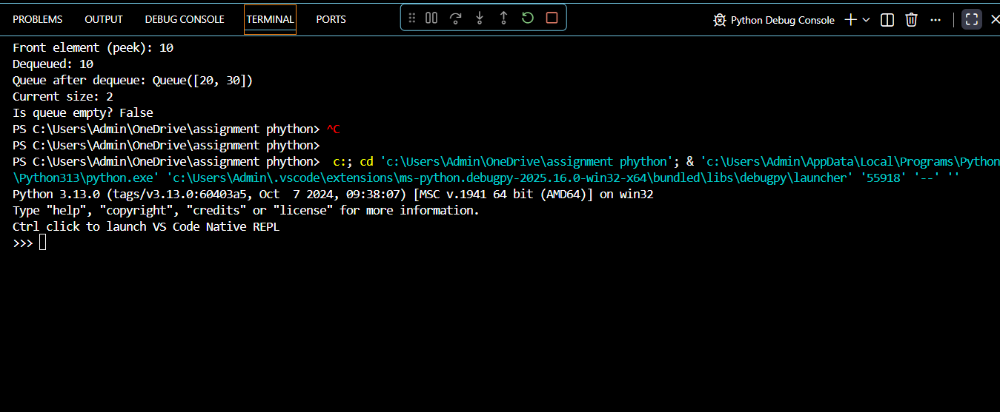 PROBLEMS OUTPUT DEBUG CONSOLE TERMINAL PORTS Python Debug Console
Front element (peek): 10
Dequeued: 10
Queue after dequeue: Queue([20, 30])
Current size: 2
Is queue empty? False
PS C:\Users\Admin\OneDrive\assignment phython> ^C
PS C:\Users\Admin\OneDrive\assignment phython>
PS C:\Users\Admin\OneDrive\assignment phython>  c:; cd 'c:\Users\Admin\OneDrive\assignment phython'; & 'c:\Users\Admin\AppData\Local\Programs\Python
\Python313\python.exe' 'c:\Users\Admin\.vscode\extensions\ms-python.debugpy-2025.16.0-win32-x64\bundled\libs\debugpy\launcher' '55918' '--' ''
Python 3.13.0 (tags/v3.13.0:60403a5, Oct  7 2024, 09:38:07) [MSC v.1941 64 bit (AMD64)] on win32
Type "help", "copyright", "credits" or "license" for more information.
Ctrl click to launch VS Code Native REPL
>>>